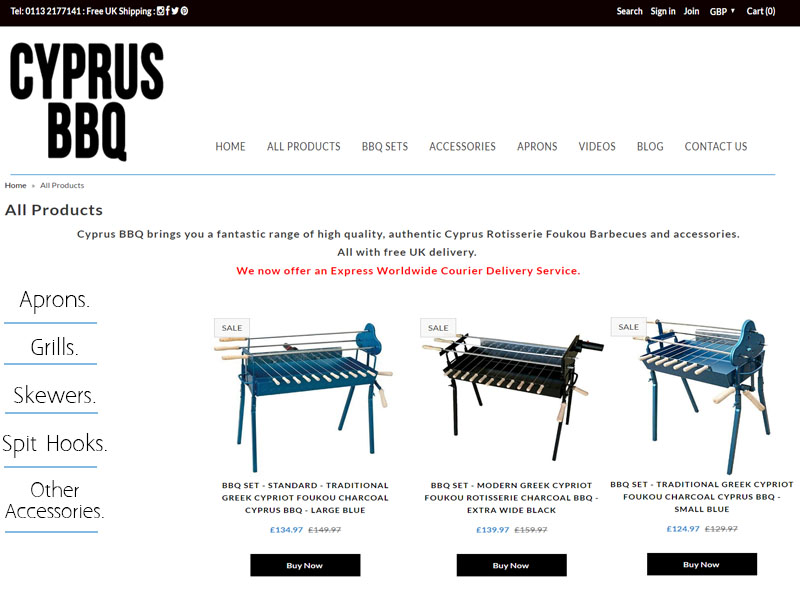 Tel: 0113 2177141 : Free UK Shipping :
Search Sign in Join GBP ▼ Cart (0)
CYPRUS
BBQ
HOME ALL PRODUCTS BBQ SETS ACCESSORIES APRONS VIDEOS BLOG CONTACT US
Home » All Products
All Products
Cyprus BBQ brings you a fantastic range of high quality, authentic Cyprus Rotisserie Foukou Barbecues and accessories.
All with free UK delivery.
We now offer an Express Worldwide Courier Delivery Service.
Aprons.
Grills.
Skewers.
Spit Hooks.
Other
Accessories.
SALE
BBQ SET - STANDARD - TRADITIONAL
GREEK CYPRIOT FOUKOU CHARCOAL
CYPRUS BBQ - LARGE BLUE
£134.97 £149.97
Buy Now
SALE
BBQ SET - MODERN GREEK CYPRIOT
FOUKOU ROTISSERIE CHARCOAL BBQ -
EXTRA WIDE BLACK
£139.97 £159.97
Buy Now
SALE
BBQ SET - TRADITIONAL GREEK CYPRIOT
FOUKOU CHARCOAL CYPRUS BBQ -
SMALL BLUE
£124.97 £129.97
Buy Now